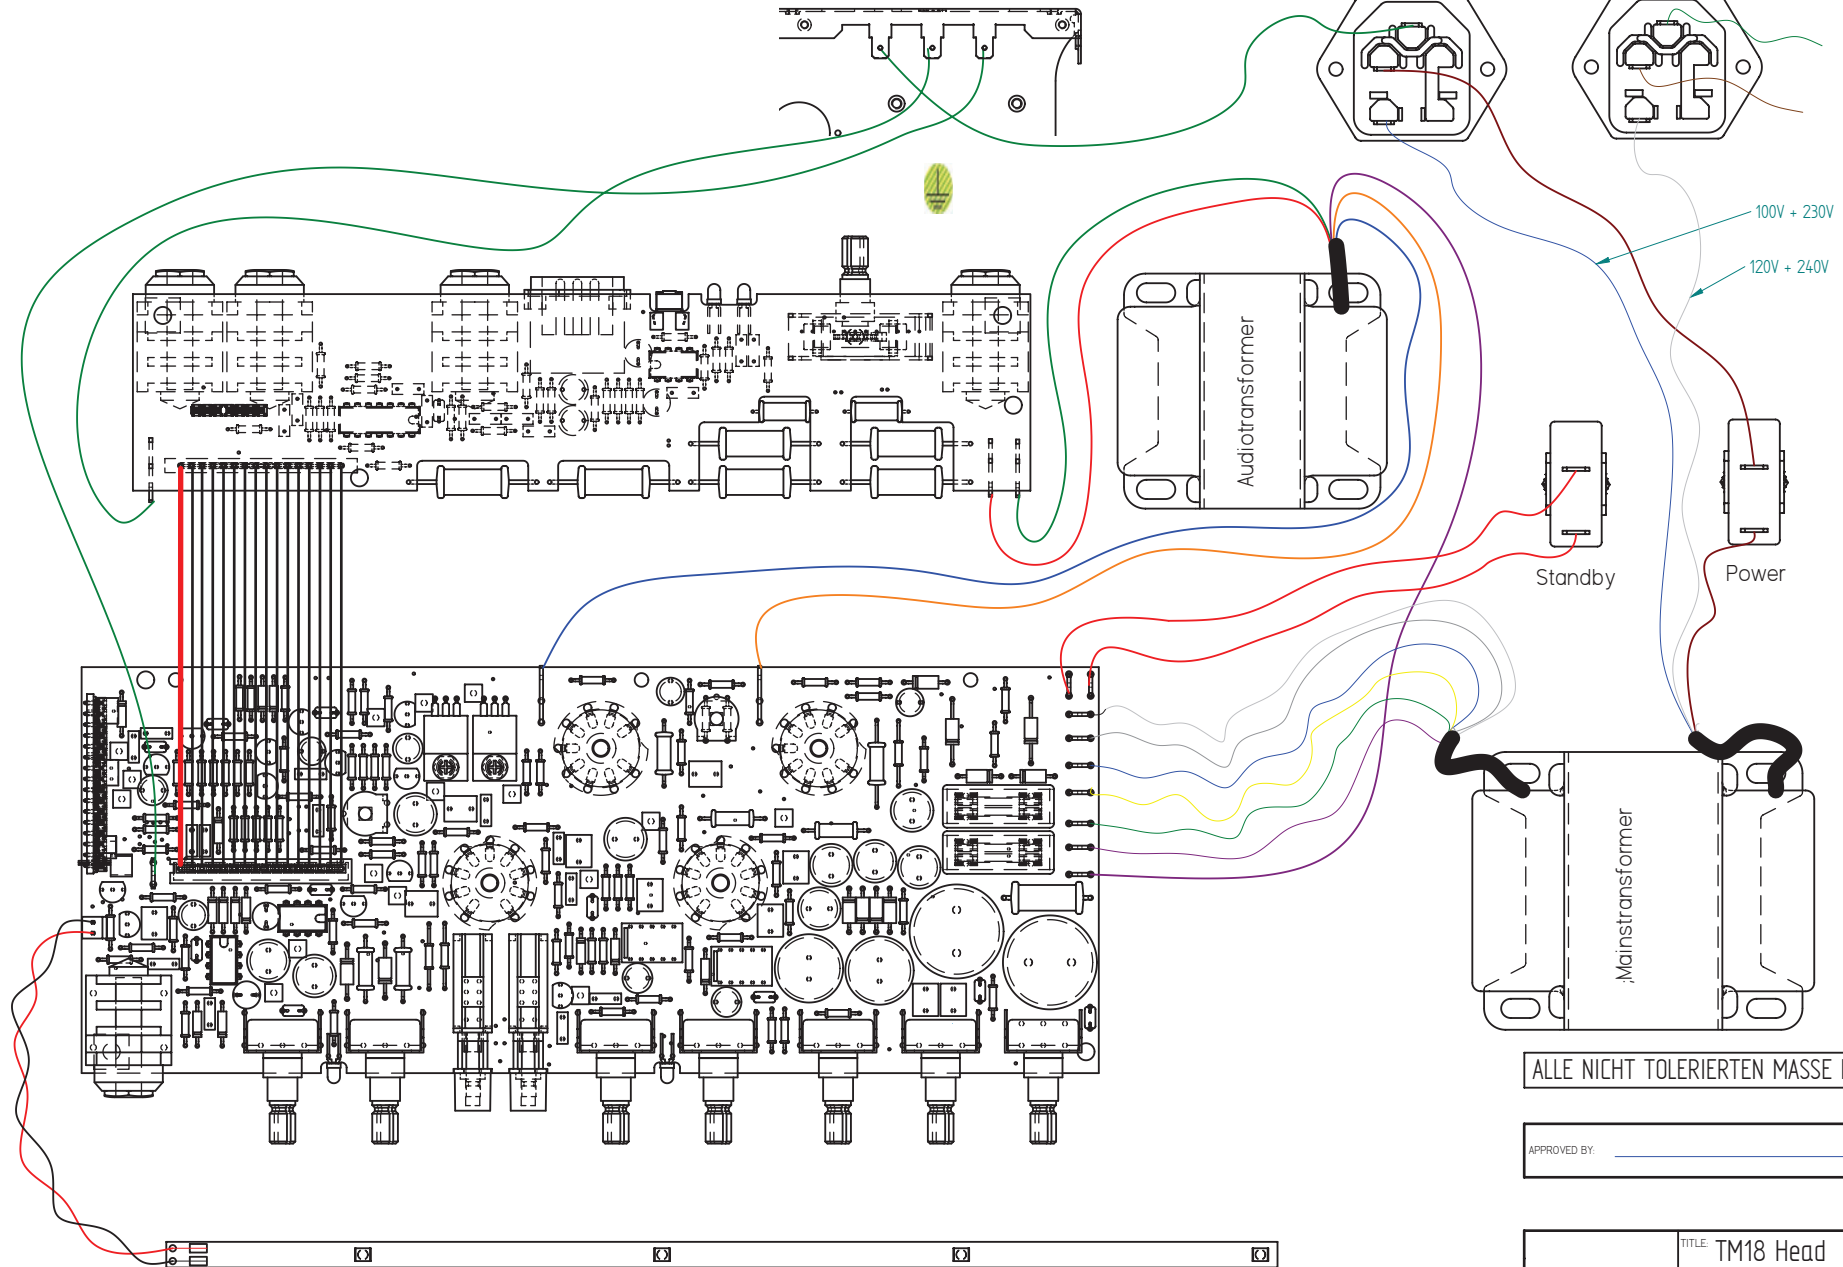 100V + 230V
120V + 240V
Audiotransformer
Standby
Power
;Mainstransformer
ALLE NICHT TOLERIERTEN MASSE
APPROVED BY:
TITLE: TM18 Head